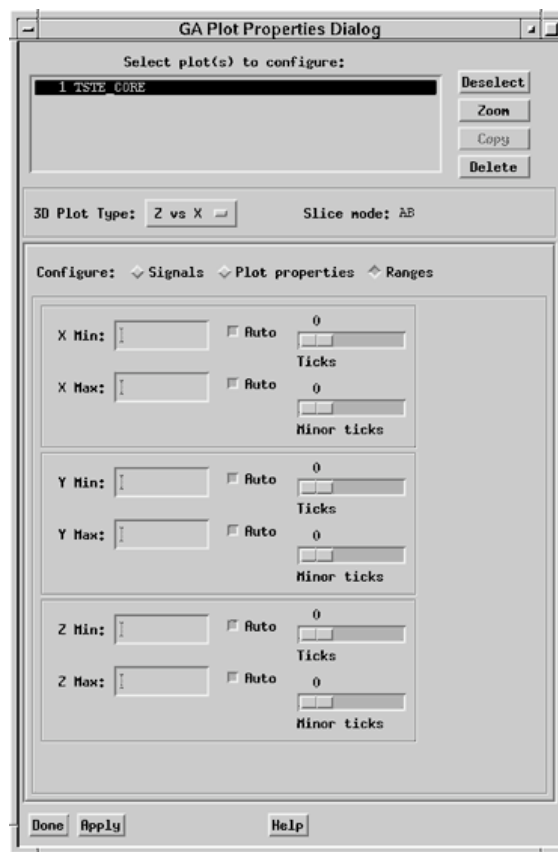 GA Plot Properties Dialog
Select plot(s) to configure:
1 TSTE_CORE
Deselect
Zoom
Copy
Delete
3D Plot Type: Z vs X Slice mode: AB
Configure: Signals Plot properties Ranges
X Min: Auto 0
Ticks
X Max: Auto 0
Minor ticks
Y Min: Auto 0
Ticks
Y Max: Auto 0
Minor ticks
Z Min: Auto 0
Ticks
Z Max: Auto 0
Minor ticks
Done Apply Help